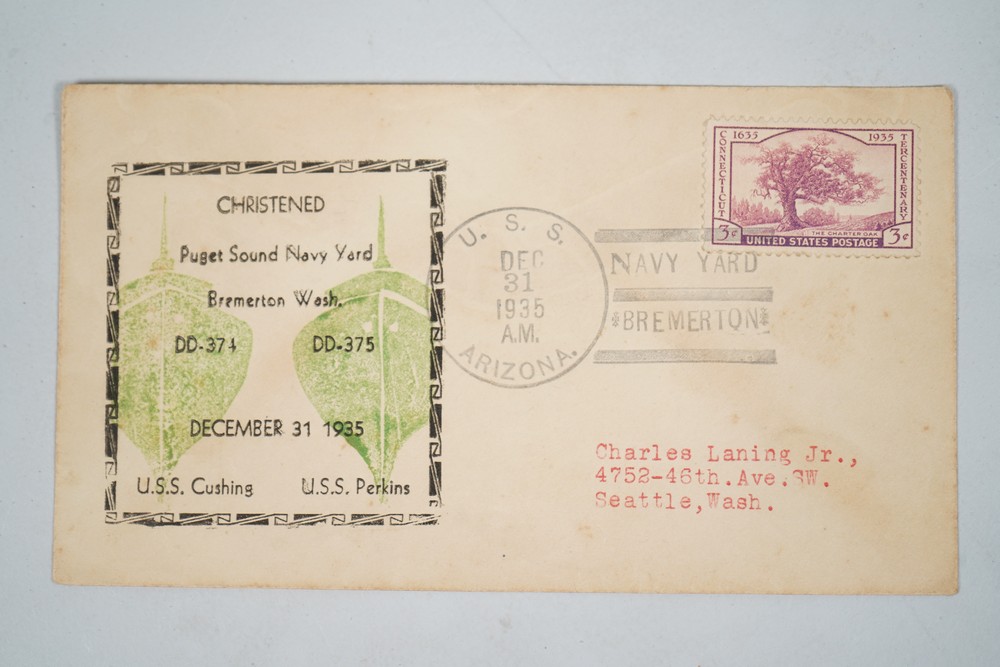 CHRISTENED
Puget Sound Navy Yard
Bremerton Wash.
DD-374 DD-375
DECEMBER 31 1935
U.S.S. Cushing U.S.S. Perkins
U. S. S.
DEC
31
1935
A.M.
ARIZONA.
NAVY YARD
*BREMERTON*
1635 1935
CONNECTICUT
TERCENTENARY
THE CHARTER OAK
3¢ UNITED STATES POSTAGE 3¢
Charles Laning Jr.,
4752-46th.Ave.SW.
Seattle,Wash.